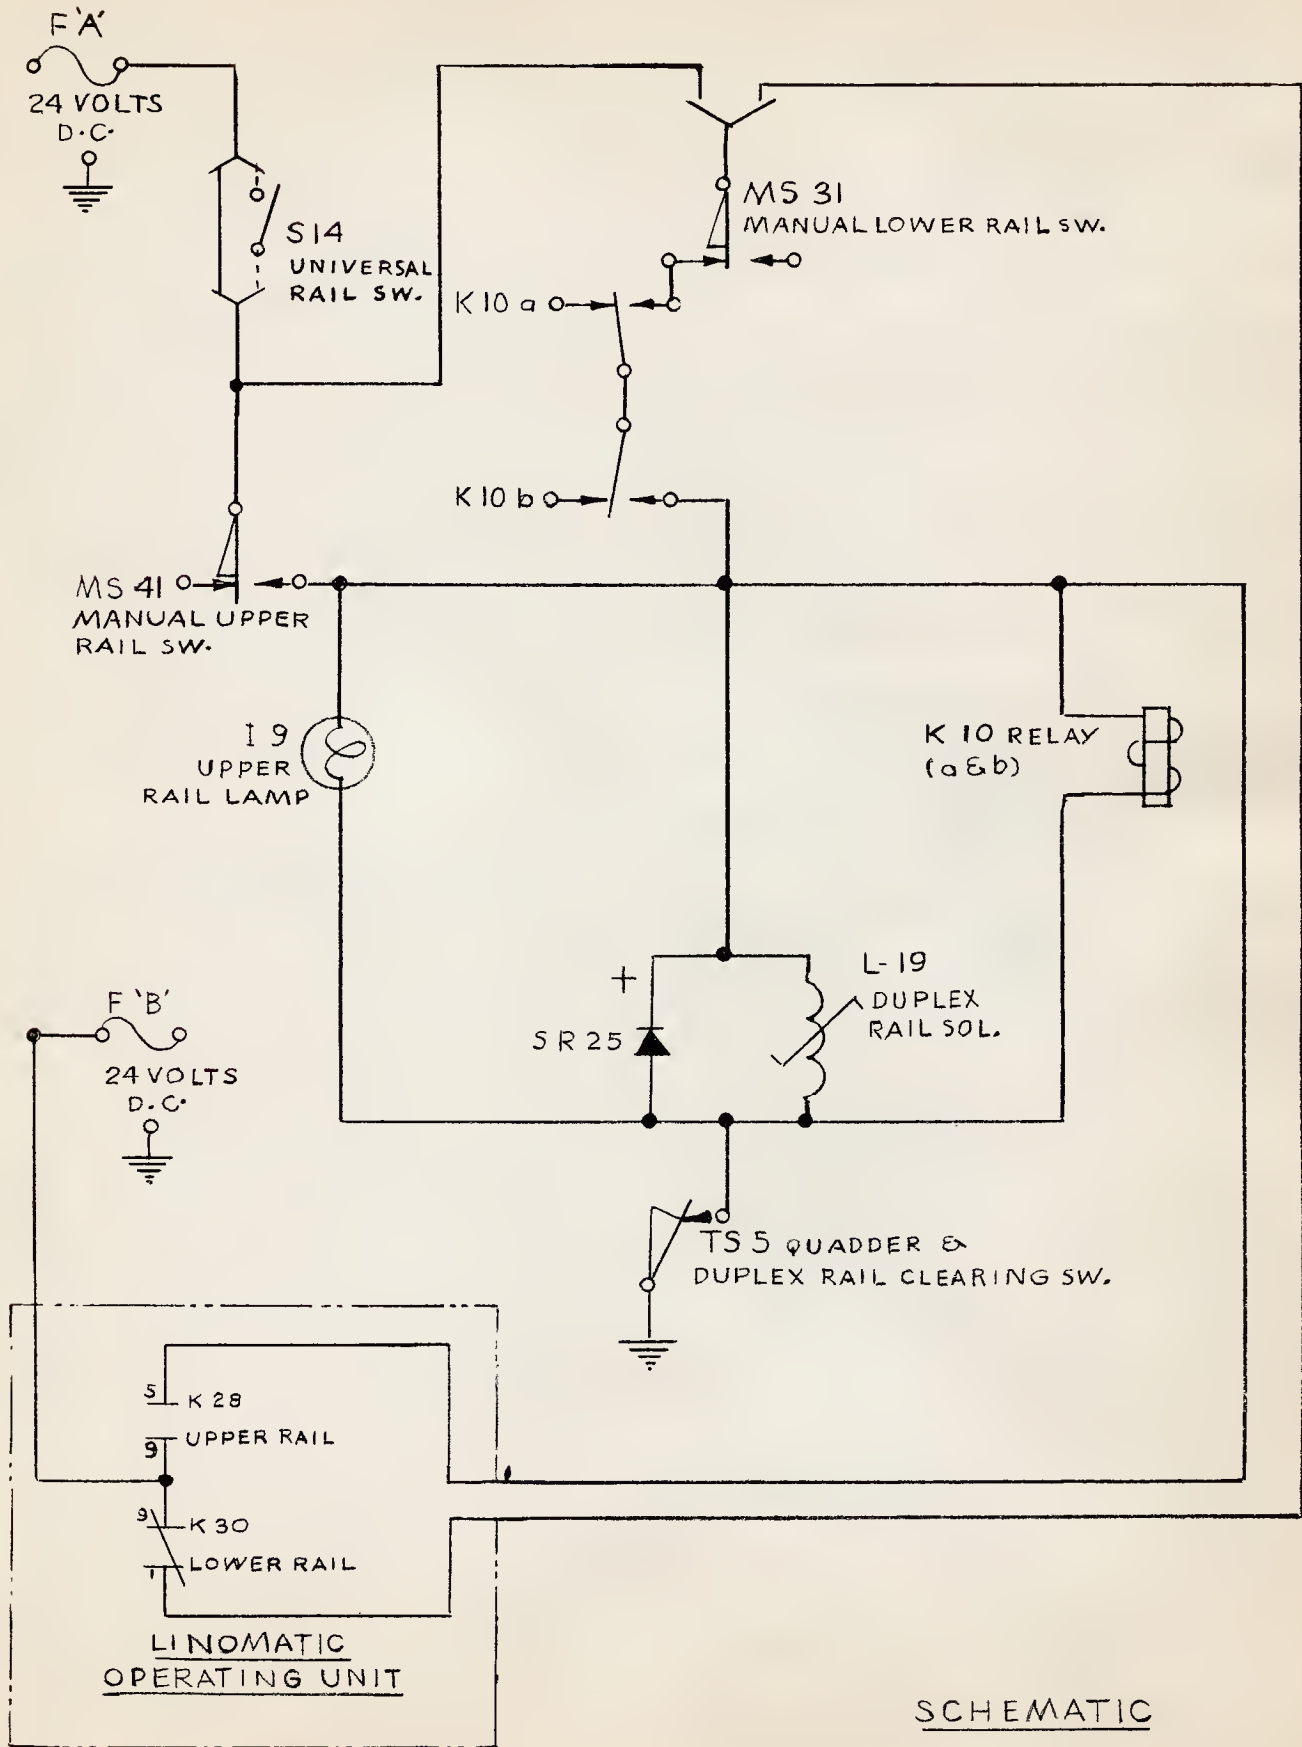 F 'A'
24 VOLTS
D.C.
S14
UNIVERSAL
RAIL SW.
MS 31
MANUAL LOWER RAIL SW.
K 10 a
K 10 b
MS 41
MANUAL UPPER
RAIL SW.
I 9
UPPER
RAIL LAMP
K 10 RELAY
(a & b)
+
SR 25
L-19
DUPLEX
RAIL SOL.
F 'B'
24 VOLTS
D.C.
TS 5 QUADDER &
DUPLEX RAIL CLEARING SW.
5
K 28
UPPER RAIL
9
9
K 30
LOWER RAIL
1
LINOMATIC
OPERATING UNIT
SCHEMATIC